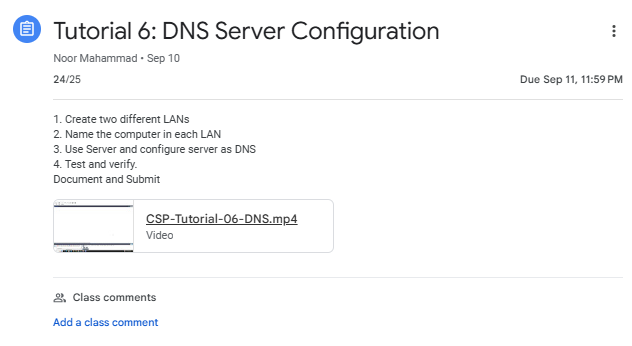 Tutorial 6: DNS Server Configuration
Noor Mahammad • Sep 10
24/25
Due Sep 11, 11:59 PM
1. Create two different LANs
2. Name the computer in each LAN
3. Use Server and configure server as DNS
4. Test and verify.
Document and Submit
CSP-Tutorial-06-DNS.mp4
Video
Class comments
Add a class comment